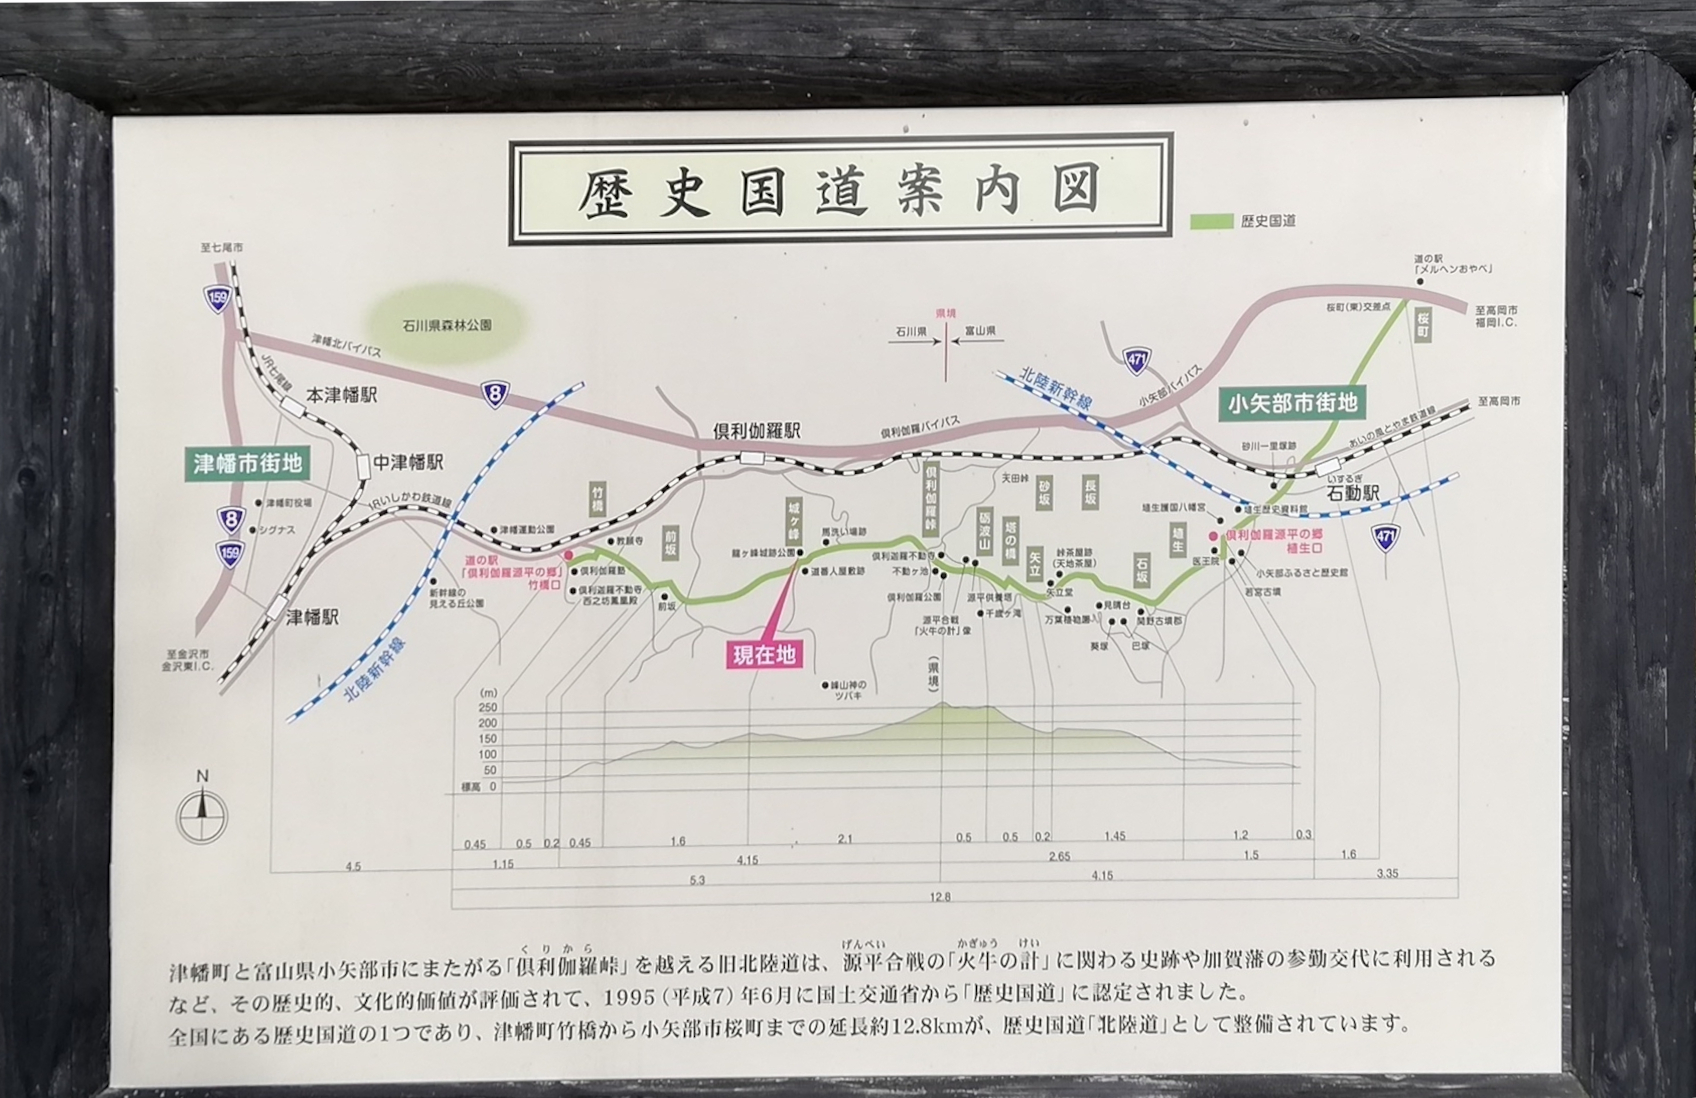 歴史国道案内図
歴史国道
至七尾市
159
石川県森林公園
津幡北バイパス
JR七尾線
本津幡駅
8
県境
石川県
富山県
471
道の駅
「メルヘンおやべ」
桜町(東)交差点
桜町
至高岡市
福岡I.C.
北陸新幹線
小矢部バイパス
小矢部市街地
至高岡市
倶利伽羅駅
倶利伽羅バイパス
あいの風とやま鉄道線
砂川一里塚跡
津幡市街地
中津幡駅
いするぎ
石動駅
IRいしかわ鉄道線
津幡町役場
シグナス
8
159
竹橋
前坂
城ヶ峰
倶利伽羅峠
天田峠
砂坂
長坂
砺波山
塔の橋
矢立
石坂
埴生
埴生護国八幡宮
埴生歴史資料館
471
津幡運動公園
教願寺
馬洗い場跡
龍ヶ峰城跡公園
道番人屋敷跡
倶利伽羅不動寺
不動ヶ池
倶利伽羅公園
峠茶屋跡
(天地茶屋)
倶利伽羅源平の郷
埴生口
医王院
小矢部ふるさと歴史館
若宮古墳
道の駅
「倶利伽羅源平の郷」
竹橋口
倶利伽羅塾
倶利伽羅不動寺
西之坊鳳凰殿
前坂
新幹線の
見える丘公園
津幡駅
源平供養塔
千歳ヶ滝
源平合戦
「火牛の計」像
矢立堂
見晴台
関野古墳郡
葵塚
巴塚
現在地
至金沢市
金沢東I.C.
北陸新幹線
峰山神の
ツバキ
(県境)
(m)
250
200
150
100
50
標高 0
N
0.45 0.5 0.2 0.45 1.6 2.1 0.5 0.5 0.2 1.45 1.2 0.3
4.5 1.15 4.15 2.65 1.5 1.6
5.3 4.15 3.35
12.8
くりから げんぺい かぎゅう けい
津幡町と富山県小矢部市にまたがる「倶利伽羅峠」を越える旧北陸道は、源平合戦の「火牛の計」に関わる史跡や加賀藩の参勤交代に利用される
など、その歴史的、文化的価値が評価されて、1995(平成7)年6月に国土交通省から「歴史国道」に認定されました。
全国にある歴史国道の1つであり、津幡町竹橋から小矢部市桜町までの延長約12.8kmが、歴史国道「北陸道」として整備されています。